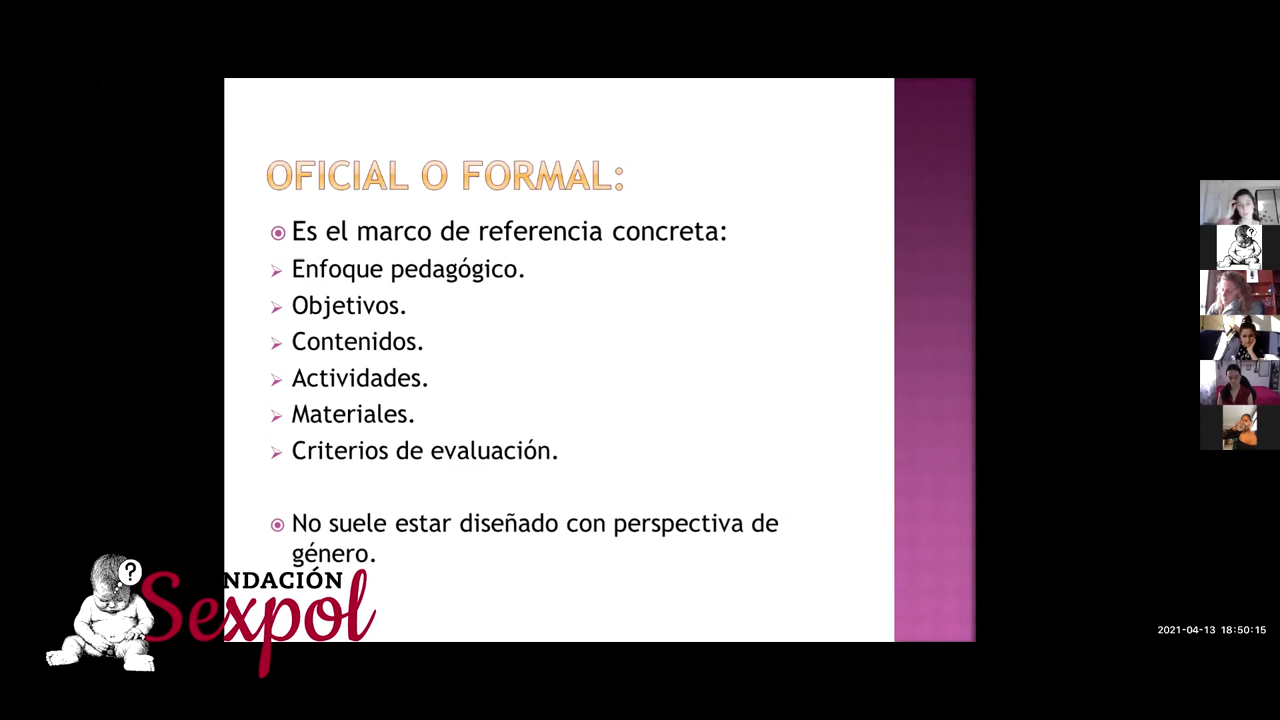 OFICIAL O FORMAL:
Es el marco de referencia concreta:
Enfoque pedagógico.
Objetivos.
Contenidos.
Actividades.
Materiales.
Criterios de evaluación.
No suele estar diseñado con perspectiva de
género.
?
NDACIÓN
Sexpol
2021-04-13 18:50:15